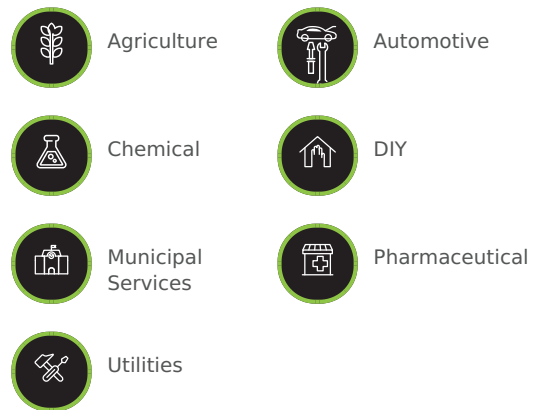 Agriculture
Automotive
Chemical
DIY
Municipal
Services
Pharmaceutical
Utilities